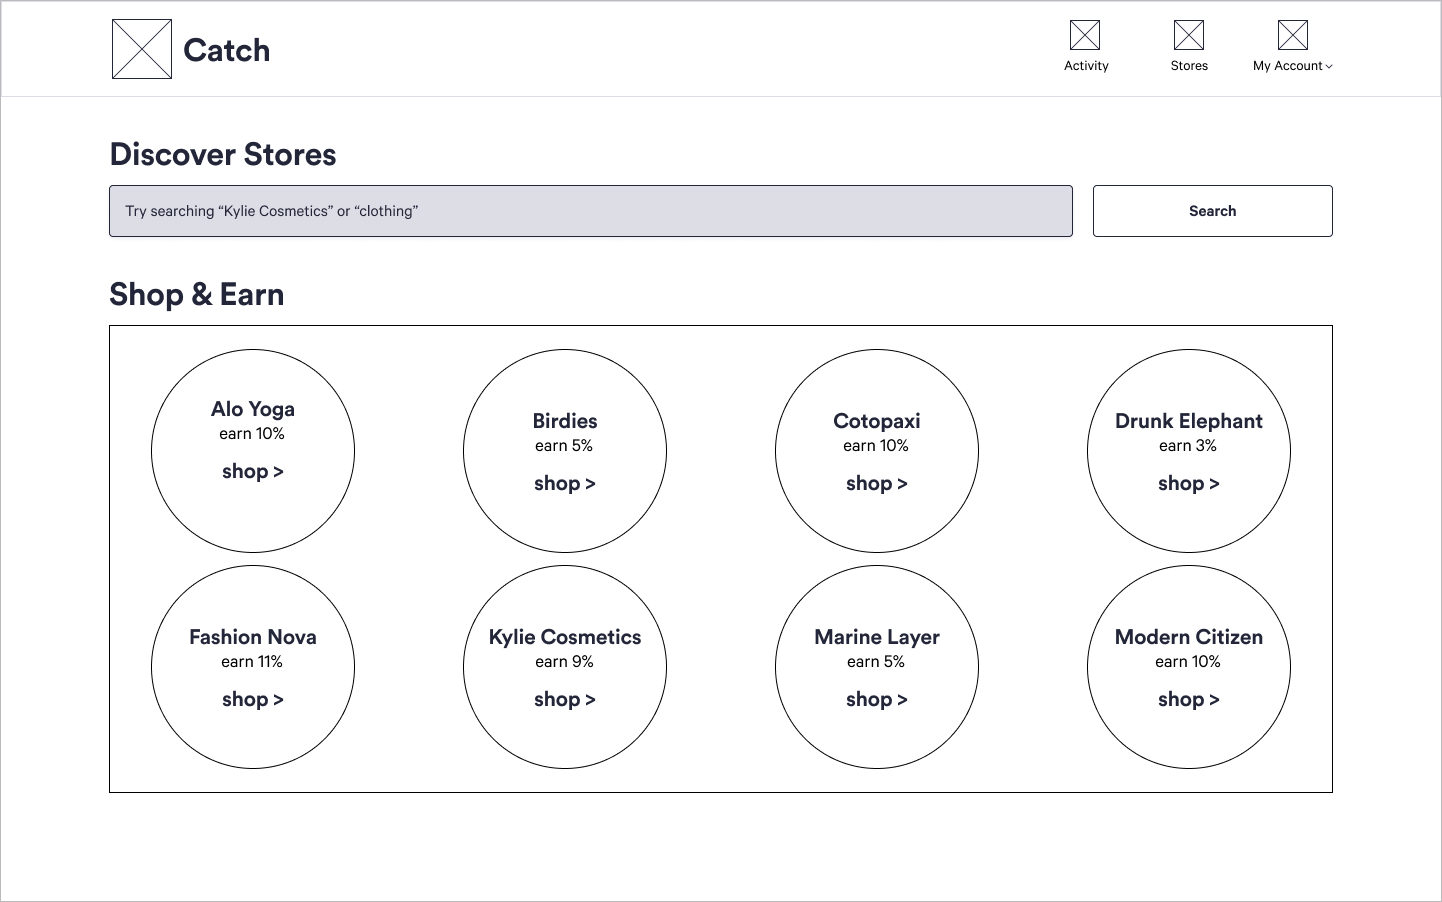 Catch
Activity
Stores
My Account
Discover Stores
Try searching “Kylie Cosmetics” or “clothing”
Search
Shop & Earn
Alo Yoga
earn 10%
shop >
Birdies
earn 5%
shop >
Cotopaxi
earn 10%
shop >
Drunk Elephant
earn 3%
shop >
Fashion Nova
earn 11%
shop >
Kylie Cosmetics
earn 9%
shop >
Marine Layer
earn 5%
shop >
Modern Citizen
earn 10%
shop >